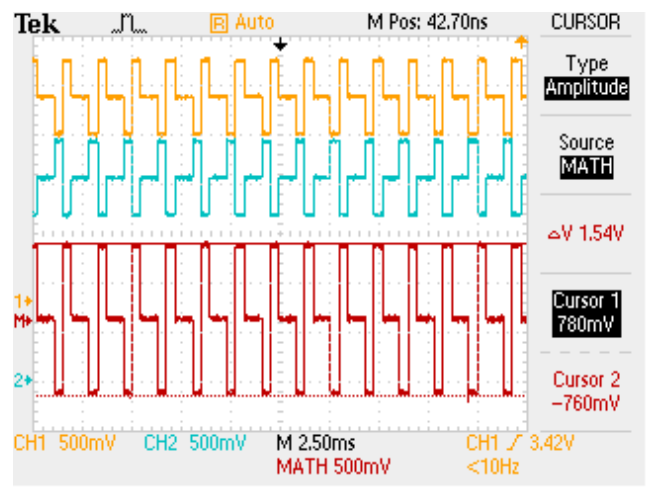 Tek R Auto M Pos: 42.70ns CURSOR
Type
Amplitude
Source
MATH
△V 1.54V
1
M
Cursor 1
780mV
2
Cursor 2
-760mV
CH1 500mV CH2 500mV M 2.50ms CH1 3.42V
MATH 500mV <10Hz